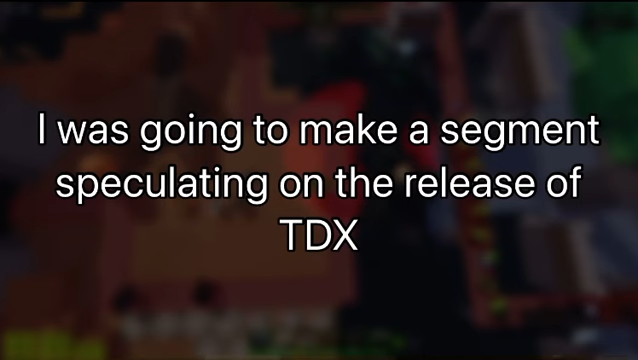 I was going to make a segment
speculating on the release of
TDX